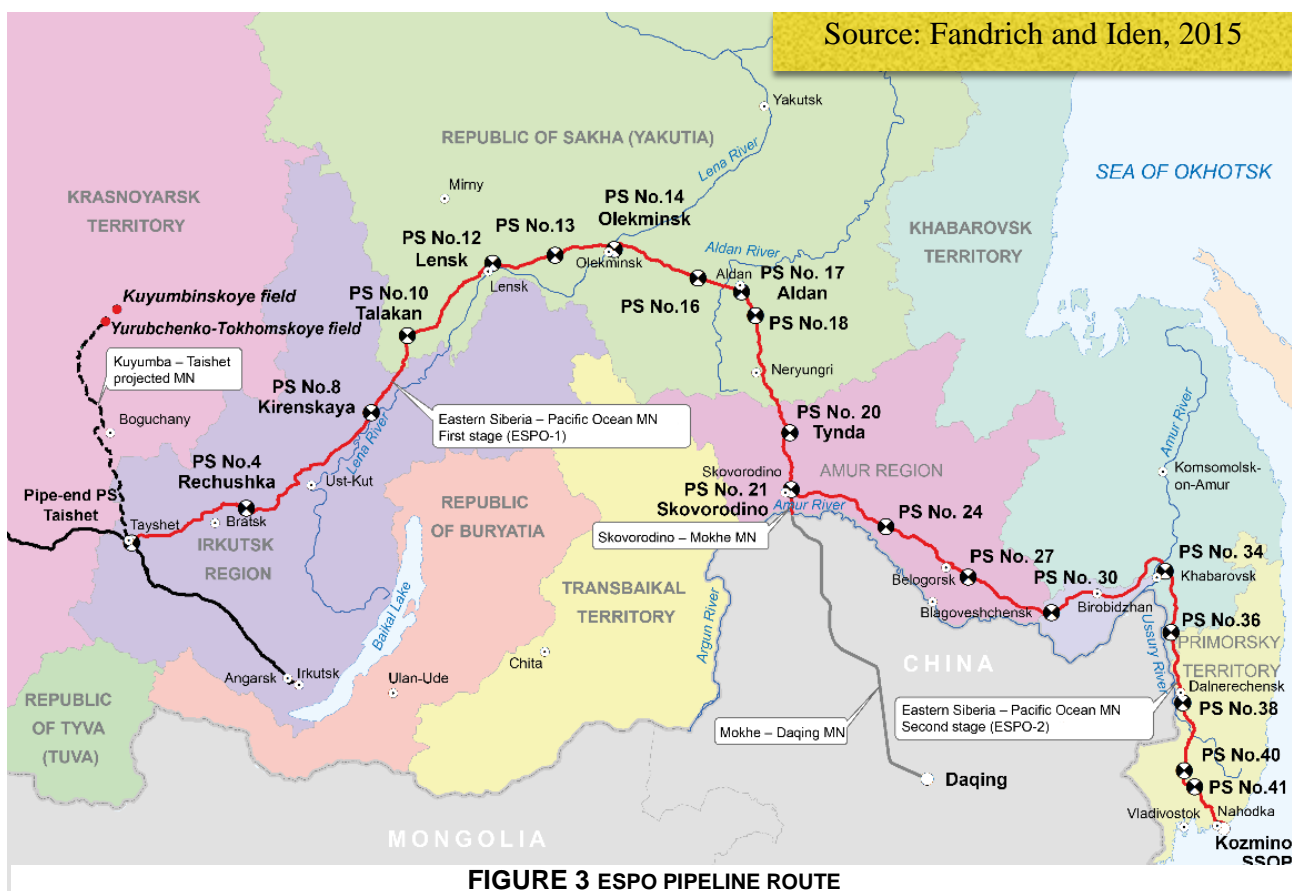 Source: Fandrich and Iden, 2015
Yakutsk
REPUBLIC OF SAKHA (YAKUTIA)
Lena River
SEA OF OKHOTSK
Mirny
KRASNOYARSK
TERRITORY
PS No.14
Olekminsk
PS No.13
KHABAROVSK
TERRITORY
PS No.12
Lensk
Olekminsk
Aldan River
Lensk
Aldan
PS No. 17
Aldan
PS No.16
PS No.18
PS No.10
Talakan
Kuyumbinskoye field
Yurubchenko-Tokhomskoye field
Kuyumba – Taishet
projected MN
Neryungri
PS No.8
Kirenskaya
Eastern Siberia – Pacific Ocean MN
First stage (ESPO-1)
Boguchany
Lena River
PS No. 20
Tynda
Amur River
AMUR REGION
Komsomolsk-
on-Amur
PS No.4
Rechushka
Ust-Kut
Skovorodino
PS No. 21
Skovorodino
Amur River
Pipe-end PS
Taishet
Tayshet
Bratsk
REPUBLIC
OF BURYATIA
Skovorodino – Mokhe MN
PS No. 24
IRKUTSK
REGION
PS No. 27
PS No. 34
Khabarovsk
Belogorsk
PS No. 30
Birobidzhan
TRANSBAIKAL
TERRITORY
Blagoveshchensk
Baikal Lake
Argun River
PS No.36
Ussury River
PRIMORSKY
TERRITORY
Chita
CHINA
Angarsk
Irkutsk
Ulan-Ude
Dalnerechensk
PS No.38
REPUBLIC
OF TYVA
(TUVA)
Eastern Siberia – Pacific Ocean MN
Second stage (ESPO-2)
Mokhe – Daqing MN
PS No.40
Daqing
PS No.41
Vladivostok
Nahodka
MONGOLIA
Kozmino
SSOP
FIGURE 3 ESPO PIPELINE ROUTE